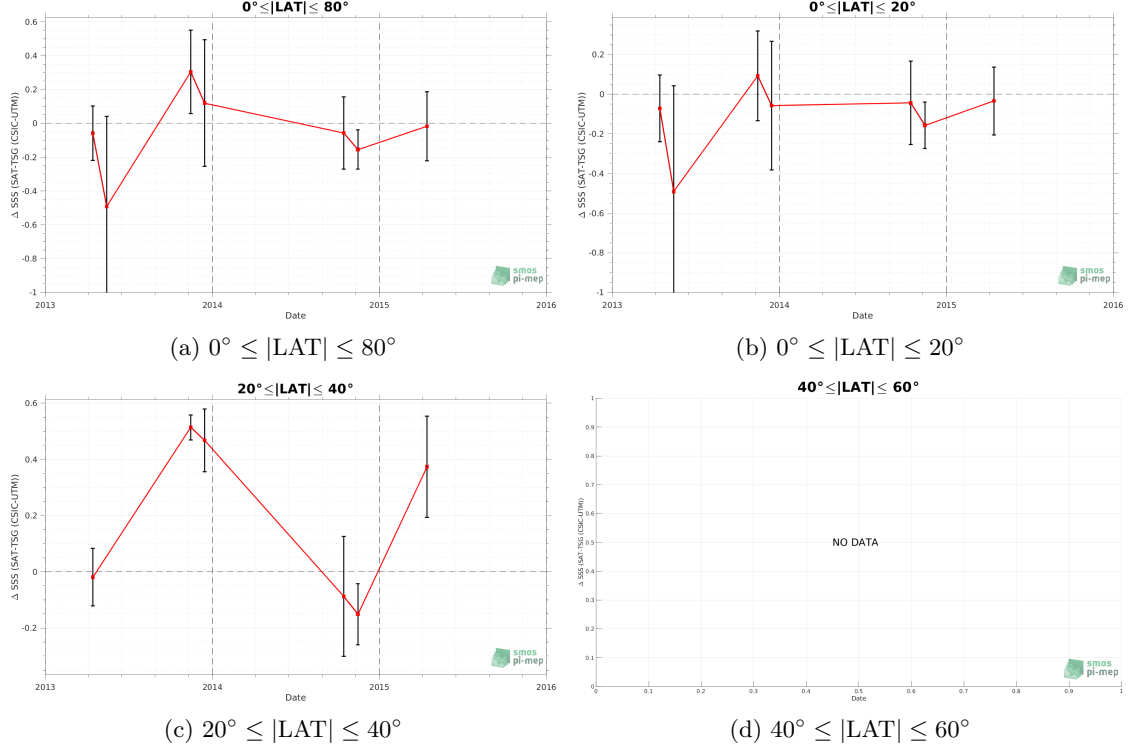 0°≤|LAT|≤ 80°
Δ SSS (SAT-TSG (CSIC-UTM))
0.6
0.4
0.2
0
-0.2
-0.4
-0.6
-0.8
-1
2013
2014
2015
2016
Date
smos
pi-mep
(a) 0° ≤ |LAT| ≤ 80°
0°≤|LAT|≤ 20°
Δ SSS (SAT-TSG (CSIC-UTM))
0.2
0
-0.2
-0.4
-0.6
-0.8
-1
2013
2014
2015
2016
Date
smos
pi-mep
(b) 0° ≤ |LAT| ≤ 20°
20°≤|LAT|≤ 40°
Δ SSS (SAT-TSG (CSIC-UTM))
0.6
0.4
0.2
0
-0.2
2013
2014
2015
2016
Date
smos
pi-mep
(c) 20° ≤ |LAT| ≤ 40°
40°≤|LAT|≤ 60°
Δ SSS (SAT-TSG (CSIC-UTM))
1
0.9
0.8
0.7
0.6
0.5
0.4
0.3
0.2
0.1
0
NO DATA
0
0.1
0.2
0.3
0.4
0.5
0.6
0.7
0.8
0.9
1
Date
smos
pi-mep
(d) 40° ≤ |LAT| ≤ 60°